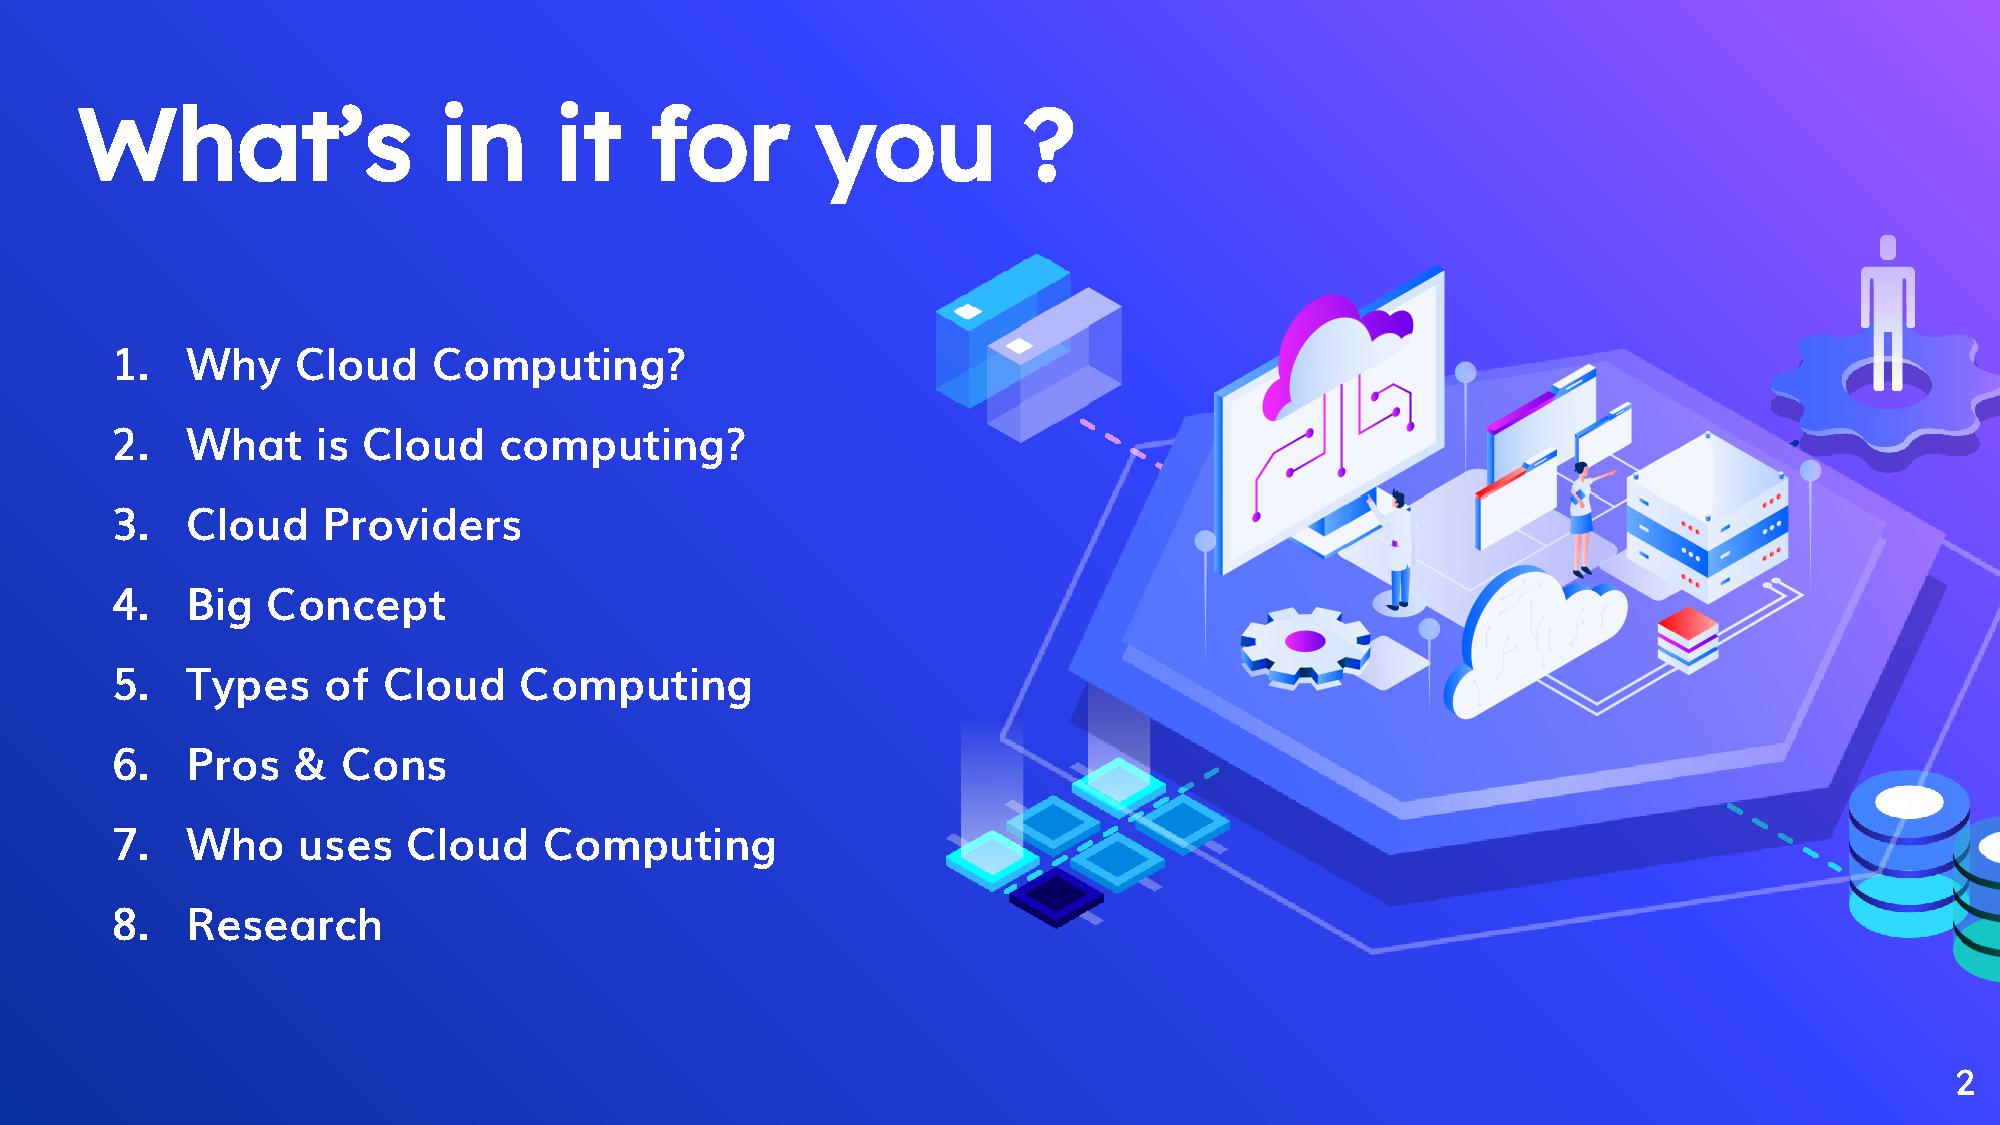 What’s in it for you ?
1. Why Cloud Computing?
2. What is Cloud computing?
3. Cloud Providers
4. Big Concept
5. Types of Cloud Computing
6. Pros & Cons
7. Who uses Cloud Computing
8. Research
2